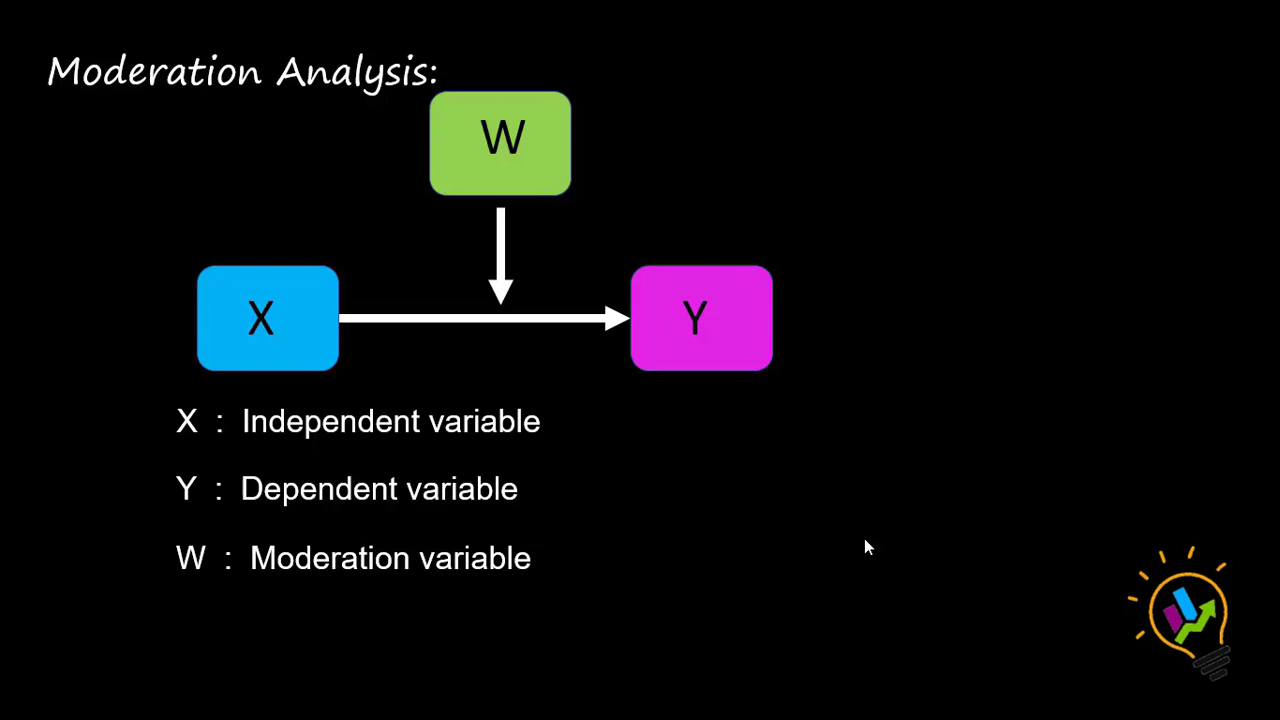 Moderation Analysis:
W
X
Y
X : Independent variable
Y : Dependent variable
W : Moderation variable